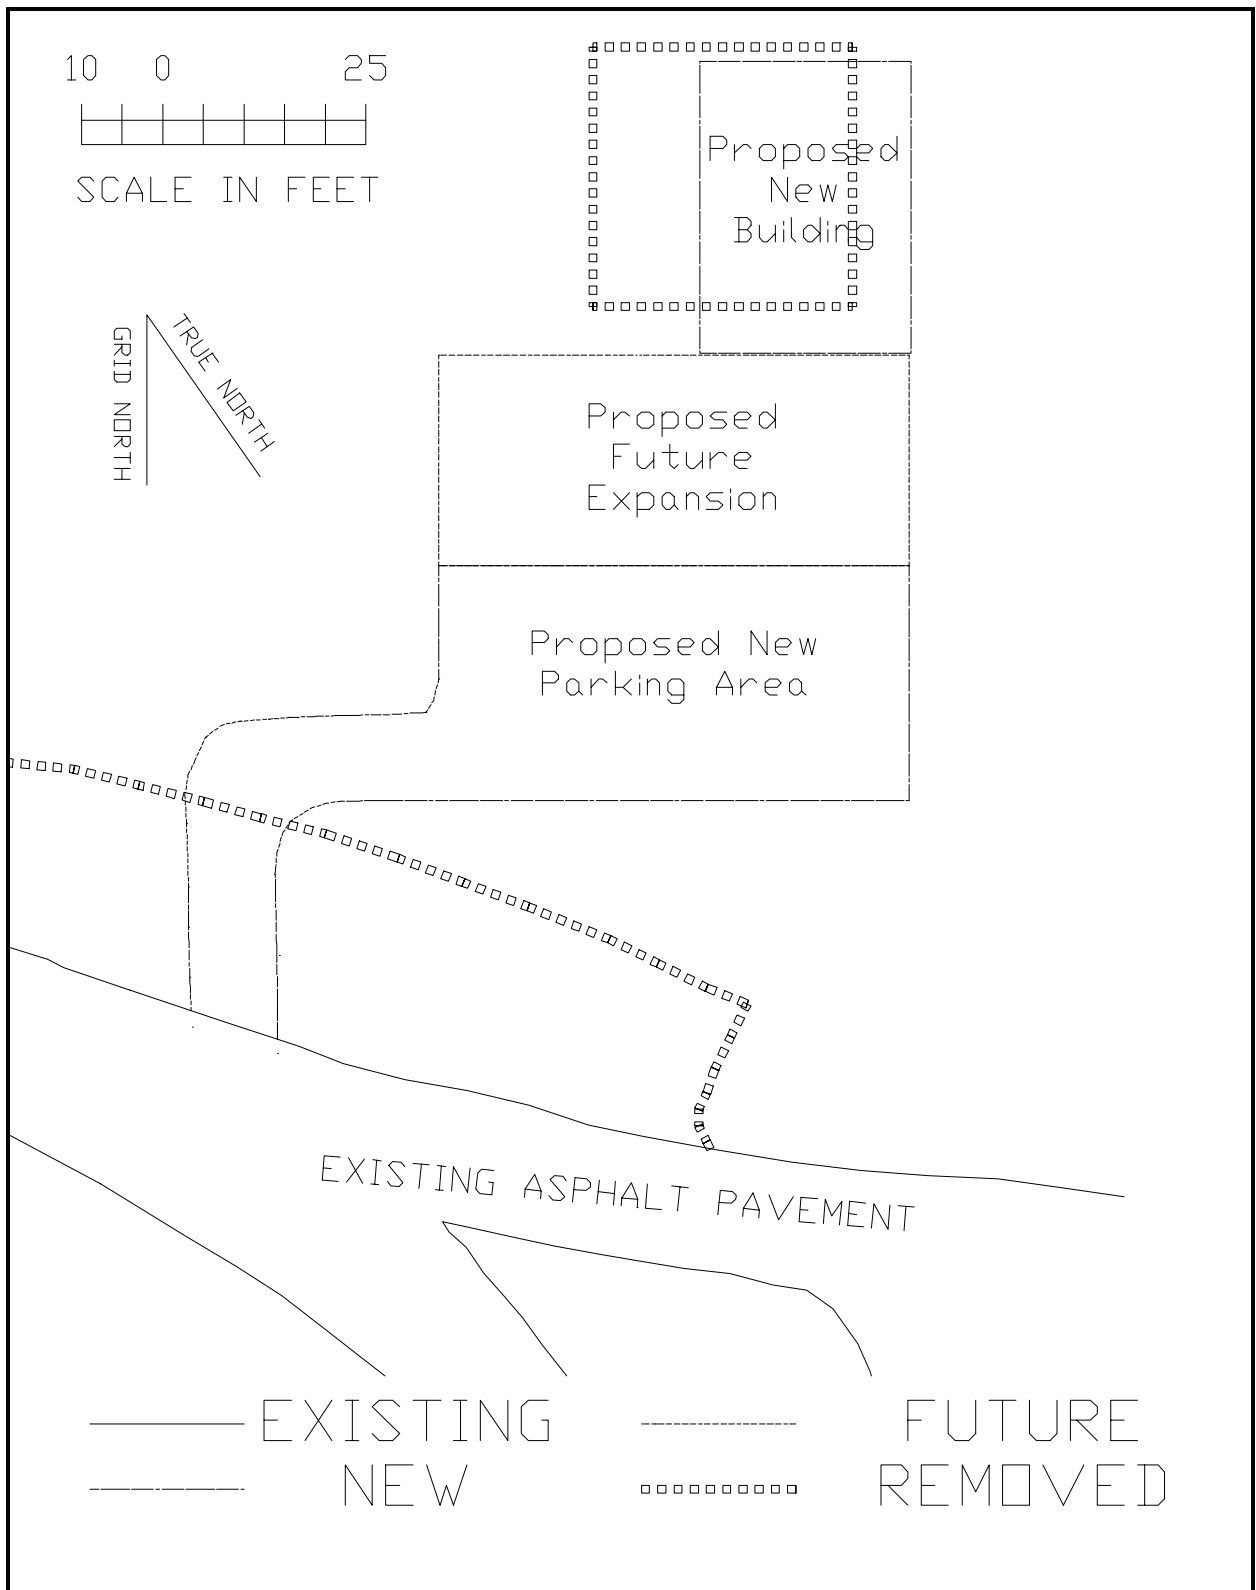 10 0 25
SCALE IN FEET
Proposed
New
Building
GRID NORTH
TRUE NORTH
Proposed
Future
Expansion
Proposed New
Parking Area
EXISTING ASPHALT PAVEMENT
EXISTING
FUTURE
NEW
REMOVED